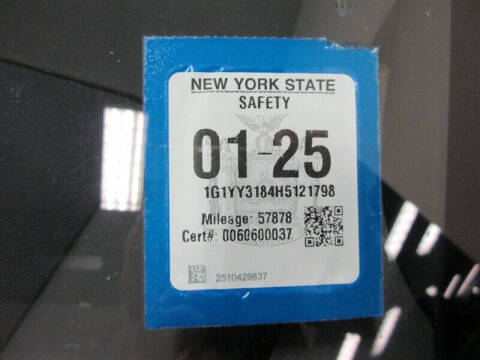 NEW YORK STATE
SAFETY
01-25
1G1YY3184H5121798
Mileage: 57878
Cert#: 0060600037
2510429837